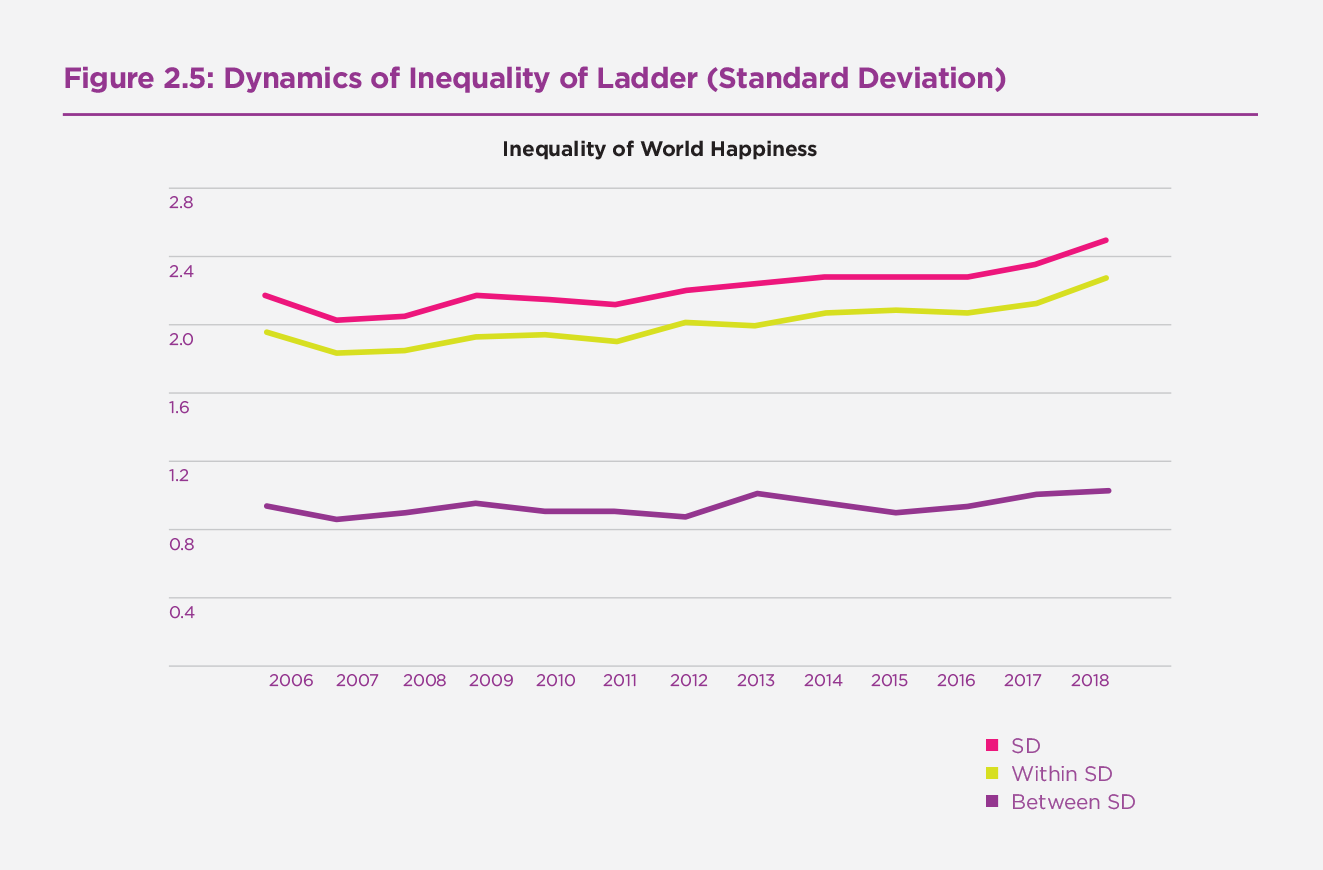 Figure 2.5: Dynamics of Inequality of Ladder (Standard Deviation)
Inequality of World Happiness
2.8
2.4
2.0
1.6
1.2
0.8
0.4
2006 2007 2008 2009 2010 2011 2012 2013 2014 2015 2016 2017 2018
SD
Within SD
Between SD